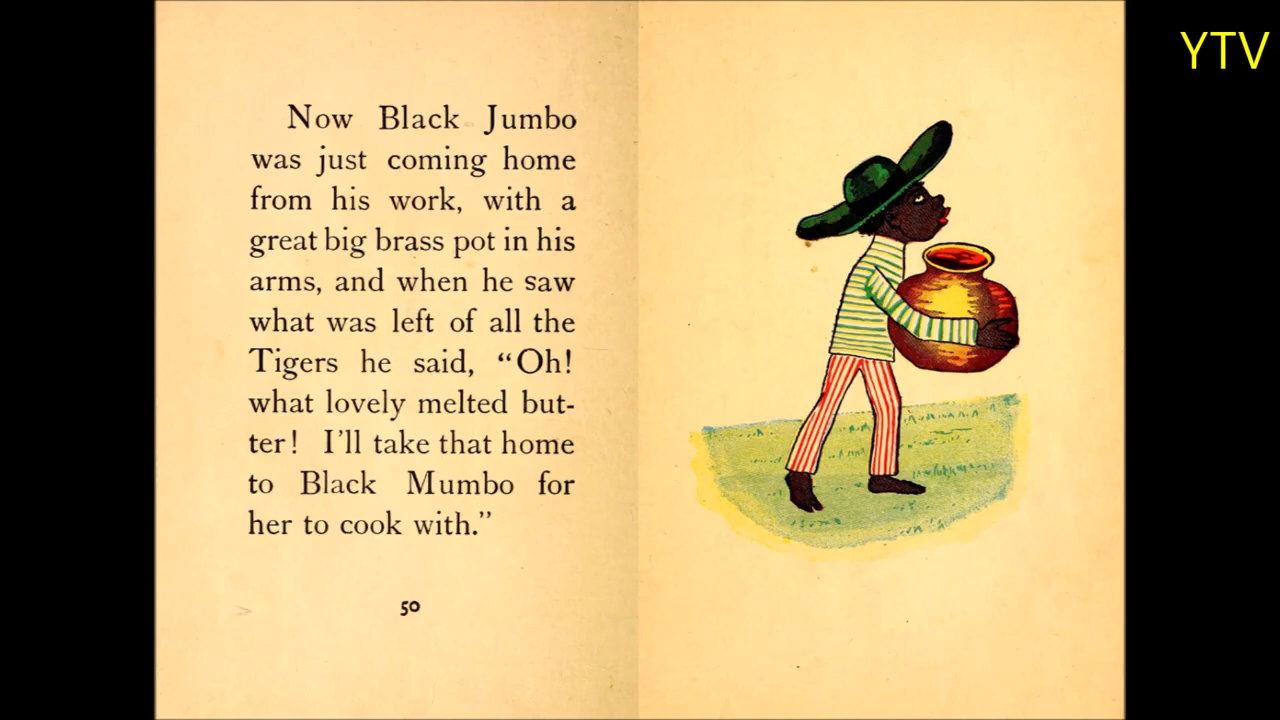 Now Black Jumbo
was just coming home
from his work, with a
great big brass pot in his
arms, and when he saw
what was left of all the
Tigers he said, “Oh!
what lovely melted but-
ter! I’ll take that home
to Black Mumbo for
her to cook with.”
50
YTV